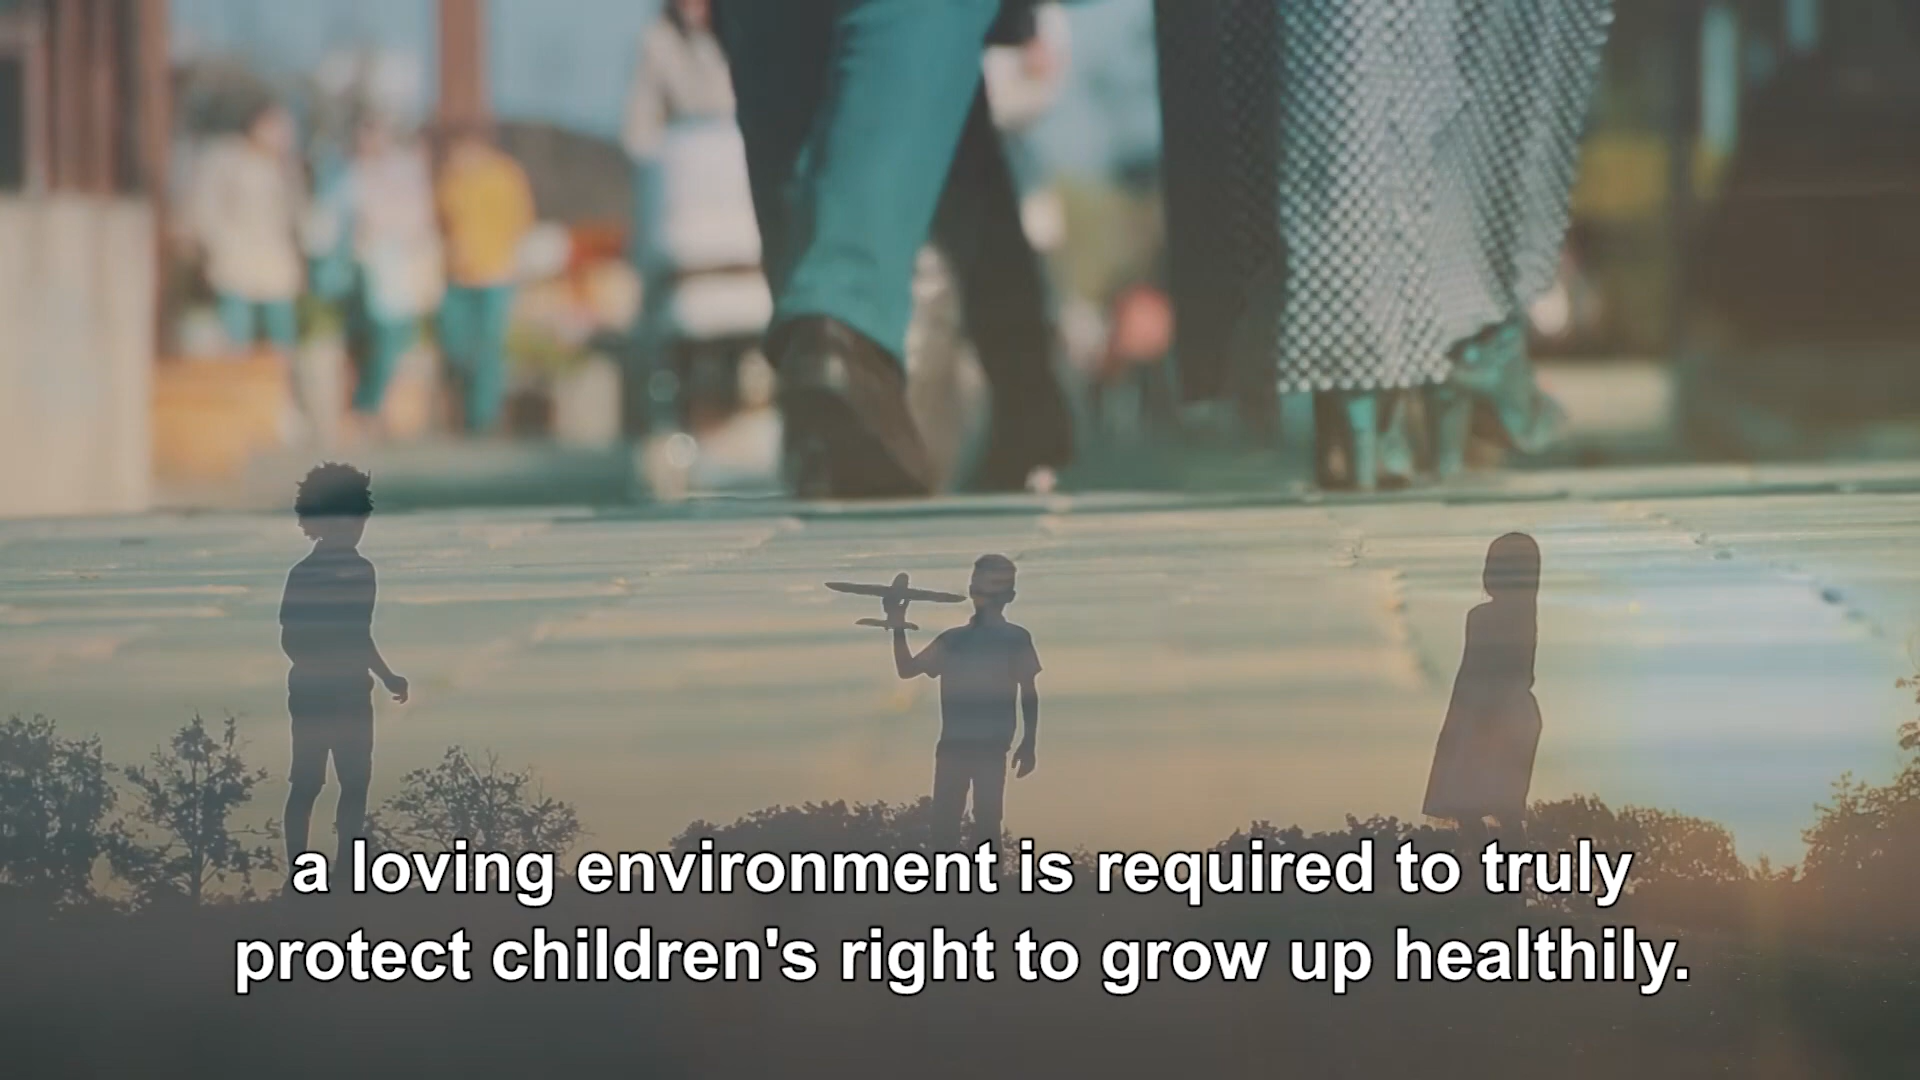 a loving environment is required to truly
protect children's right to grow up healthily.